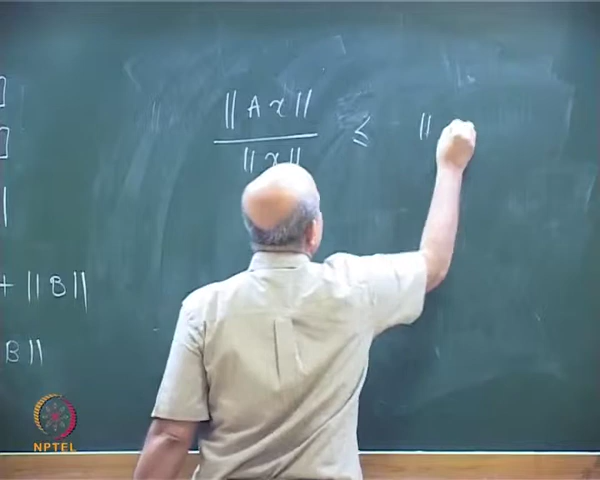 ‖Ax‖
‖x‖
≤ ‖
+ ‖B‖
B‖
NPTEL